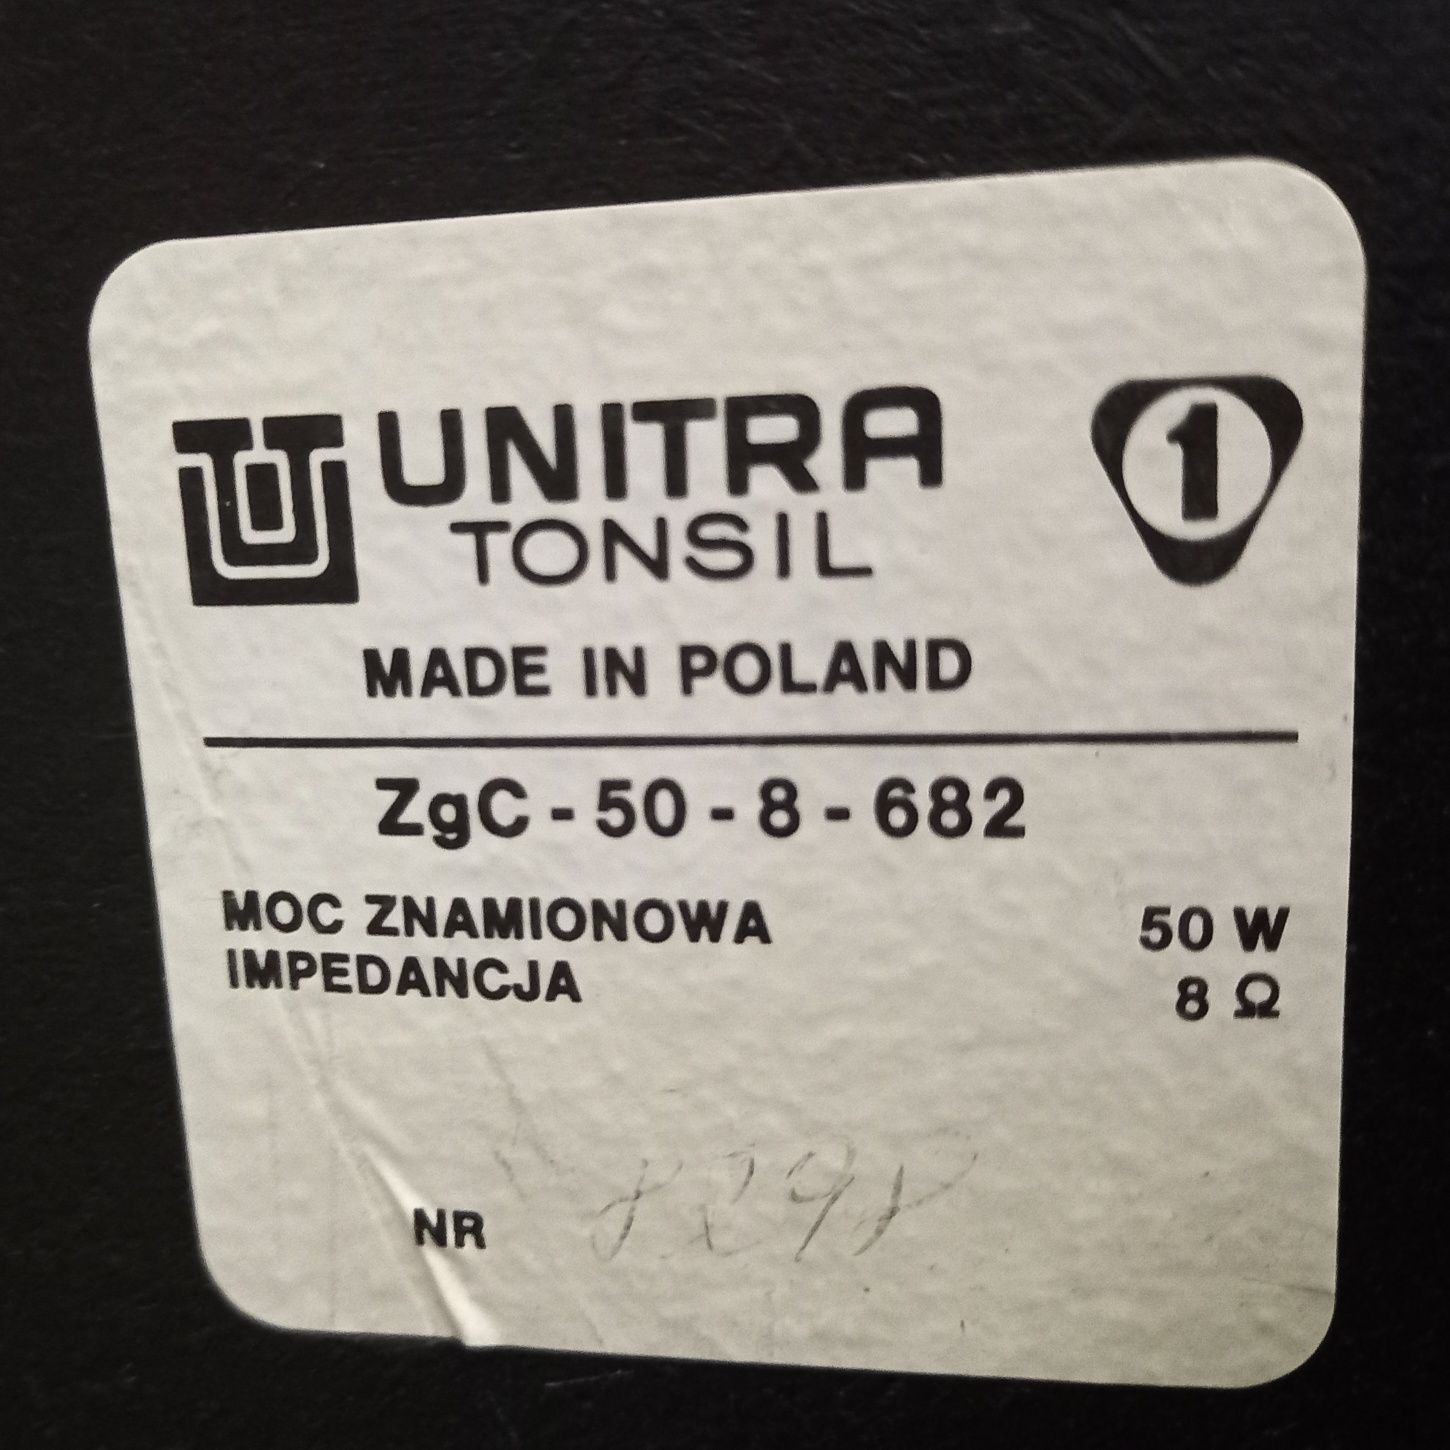 UNITRA
TONSIL
1
MADE IN POLAND
ZgC - 50 - 8 - 682
MOC ZNAMIONOWA 50 W
IMPEDANCJA 8 Ω
NR